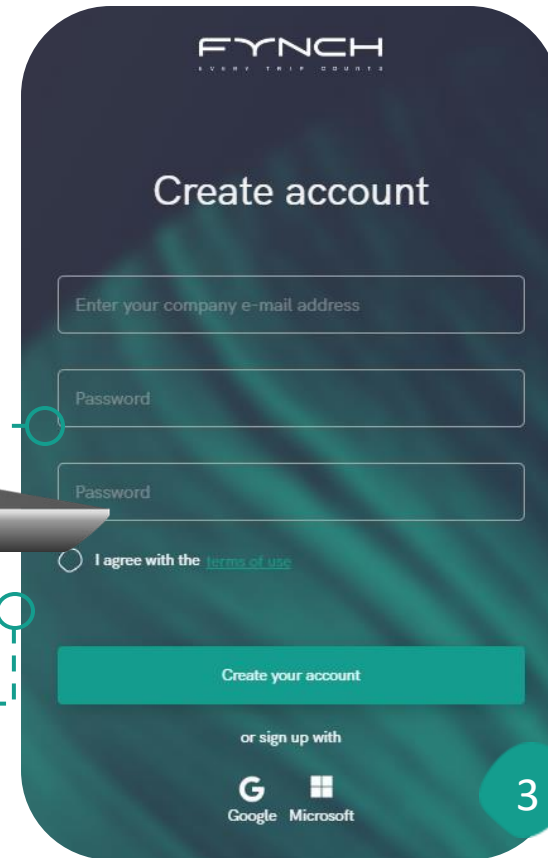 FYNCH
EVERY TRIP COUNTS
Create account
Enter your company e-mail address
Password
Password
I agree with the terms of use
Create your account
or sign up with
Google Microsoft
3